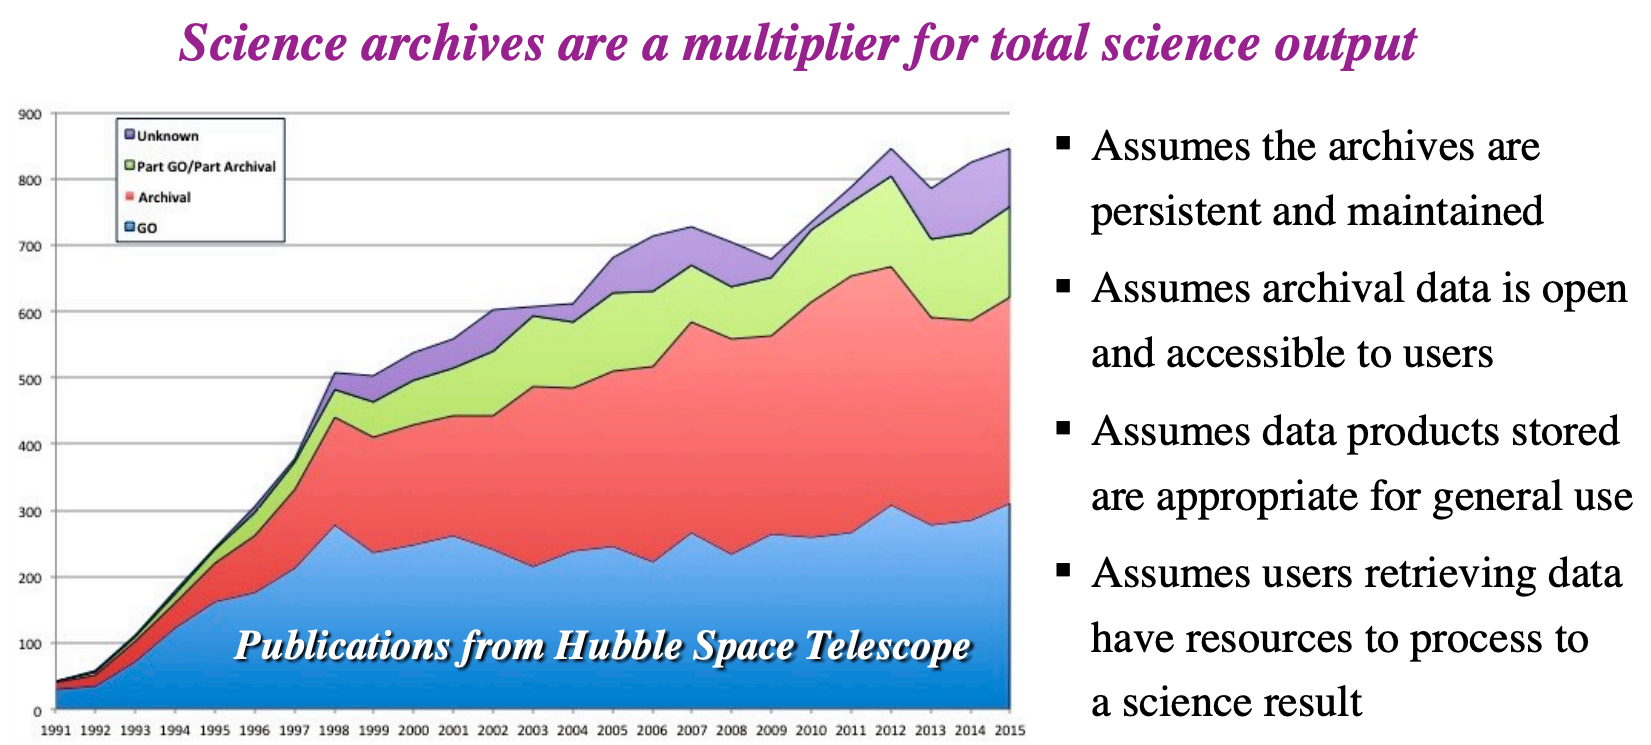 Science archives are a multiplier for total science output
900
800
700
600
500
400
300
200
100
0
Unknown
Part GO/Part Archival
Archival
GO
Publications from Hubble Space Telescope
1991 1992 1993 1994 1995 1996 1997 1998 1999 2000 2001 2002 2003 2004 2005 2006 2007 2008 2009 2010 2011 2012 2013 2014 2015
▪ Assumes the archives are
persistent and maintained
▪ Assumes archival data is open
and accessible to users
▪ Assumes data products stored
are appropriate for general use
▪ Assumes users retrieving data
have resources to process to
a science result